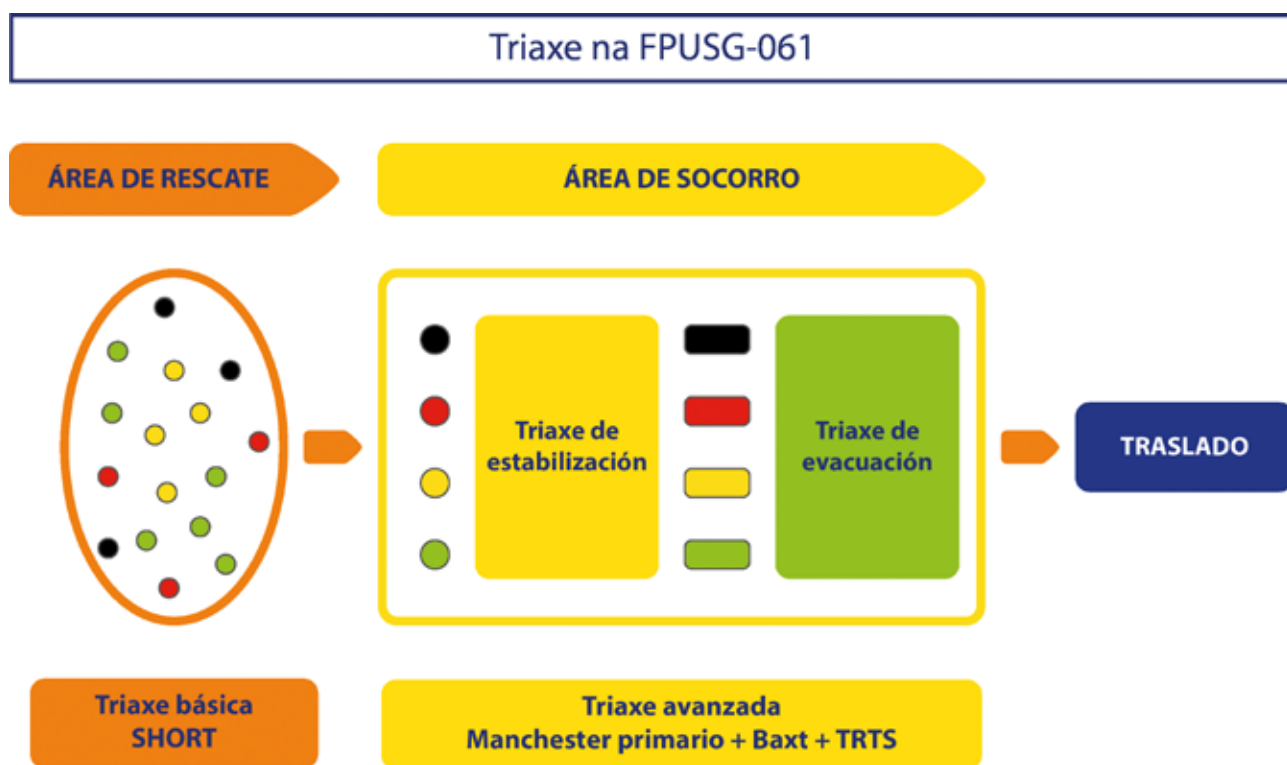 Triaxe na FPUSG-061
ÁREA DE RESCATE
ÁREA DE SOCORRO
Triaxe de
estabilización
Triaxe de
evacuación
TRASLADO
Triaxe básica
SHORT
Triaxe avanzada
Manchester primario + Baxt + TRTS